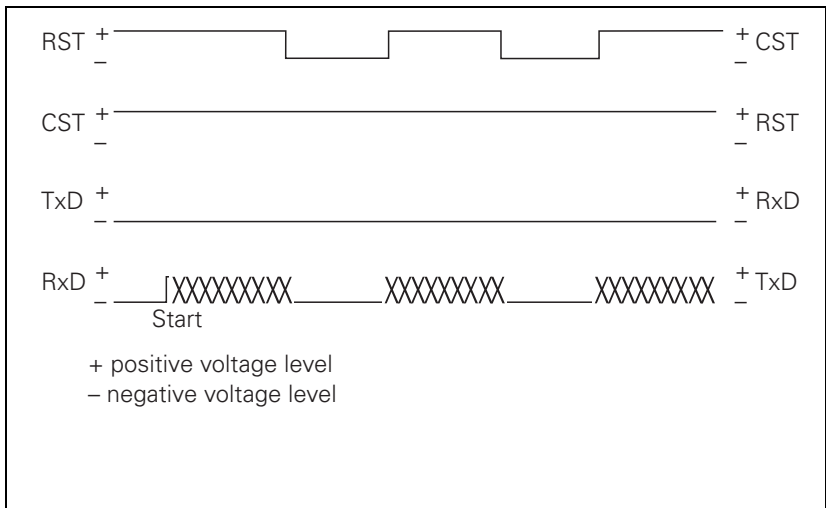 RST + – + – CST
CST + – + – RST
TxD + – + – RxD
RxD + – + – TxD
Start
+ positive voltage level
– negative voltage level